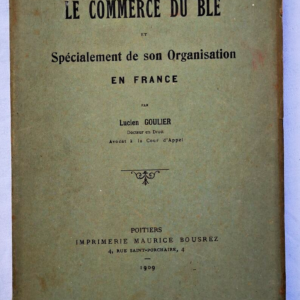 LE COMMERCE DU BLÉ
ET
Spécialement de son Organisation
EN FRANCE
PAR
Lucien GOULIER
Docteur en Droit
Avocat à la Cour d'Appel
POITIERS
IMPRIMERIE MAURICE BOUSREZ
4, RUE SAINT-PORCHAIRE, 4
1909